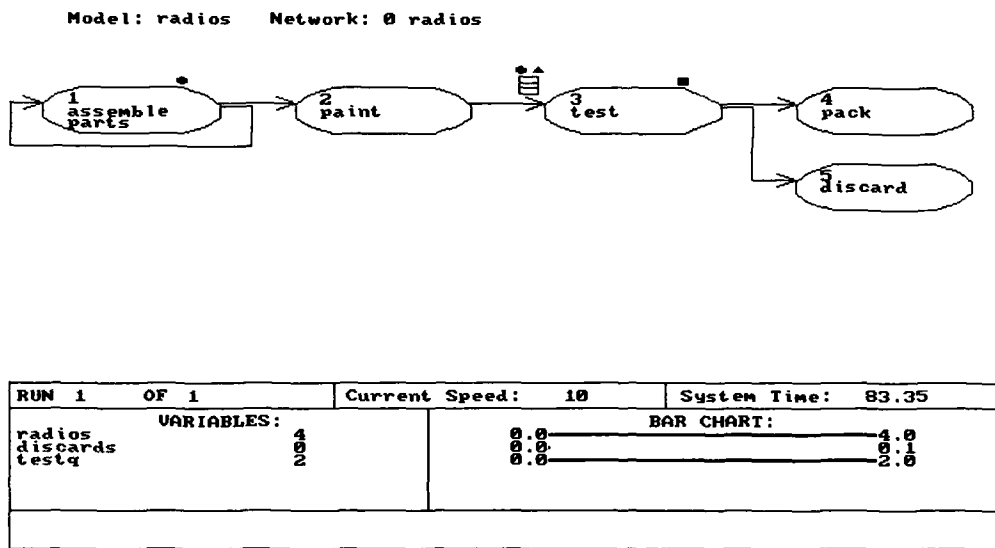 Model: radios   Network: 0 radios
1
assemble
parts
2
paint
3
test
4
pack
5
discard
RUN 1 OF 1 Current Speed: 10 System Time: 83.35
VARIABLES: BAR CHART:
radios 4 0.0 4.0
discards 0 0.0 0.1
testq 2 0.0 2.0